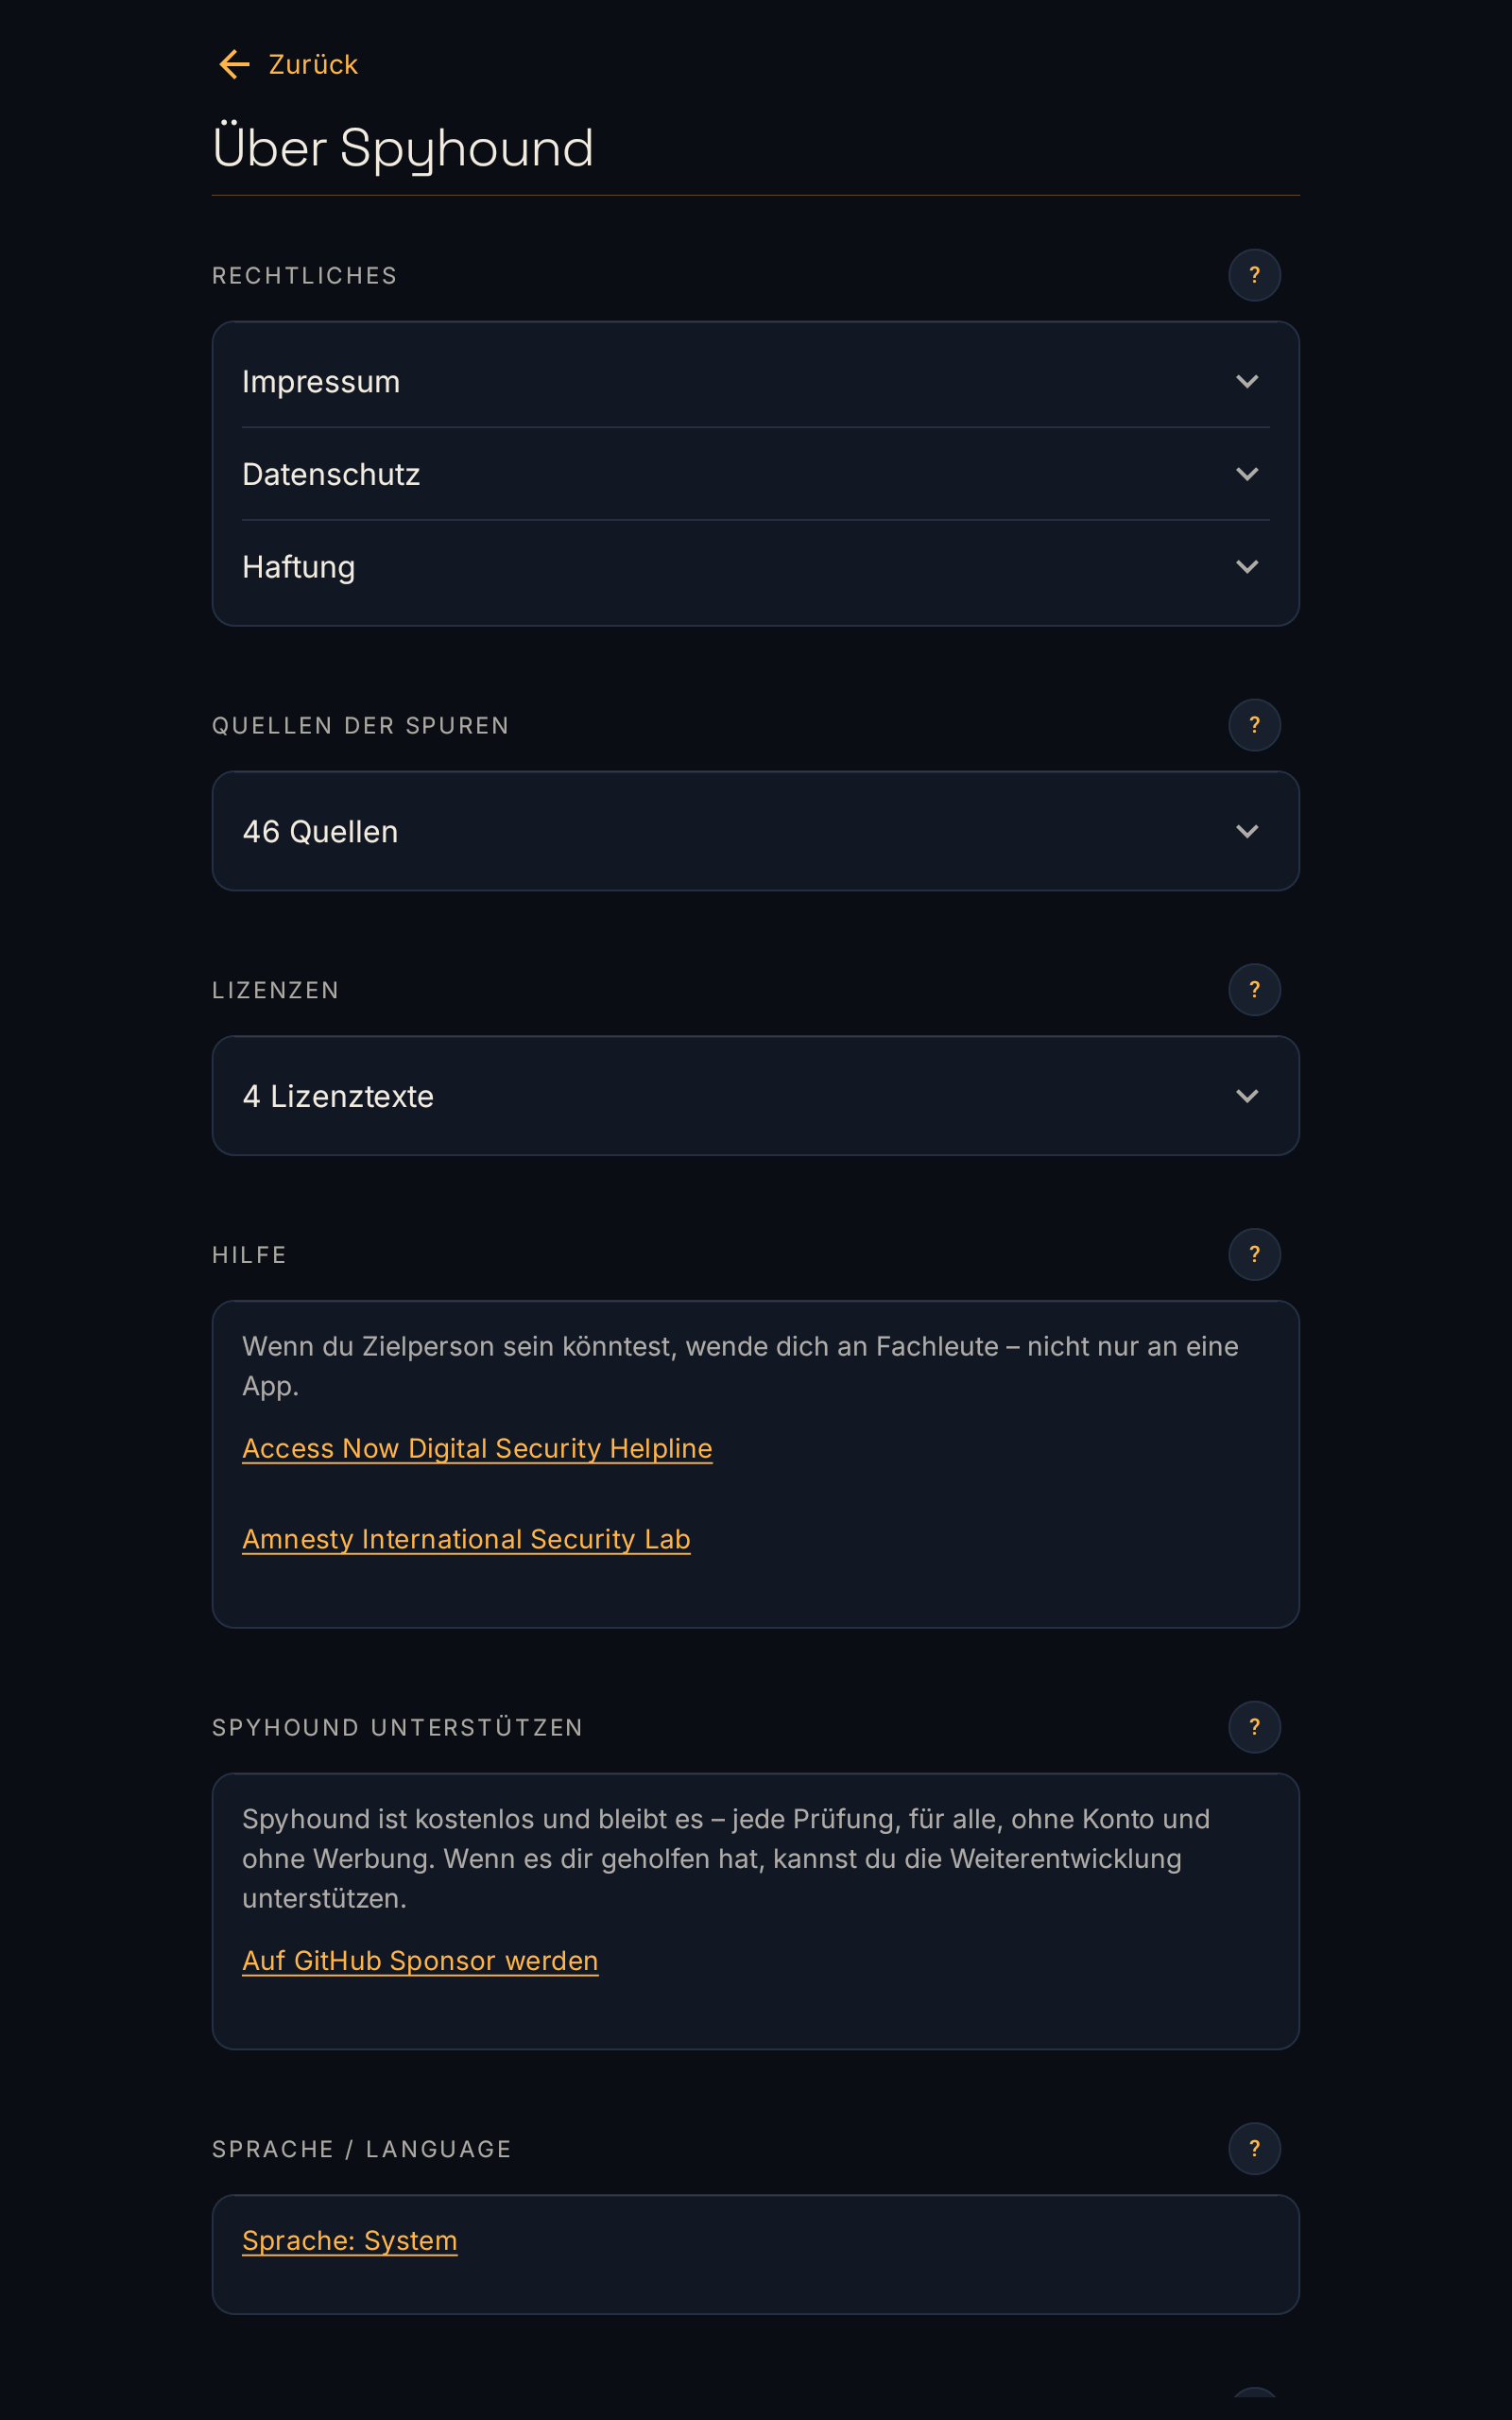 Zurück
Über Spyhound
RECHTLICHES
?
Impressum
Datenschutz
Haftung
QUELLEN DER SPUREN
?
46 Quellen
LIZENZEN
?
4 Lizenztexte
HILFE
?
Wenn du Zielperson sein könntest, wende dich an Fachleute – nicht nur an eine
App.
Access Now Digital Security Helpline
Amnesty International Security Lab
SPYHOUND UNTERSTÜTZEN
?
Spyhound ist kostenlos und bleibt es – jede Prüfung, für alle, ohne Konto und
ohne Werbung. Wenn es dir geholfen hat, kannst du die Weiterentwicklung
unterstützen.
Auf GitHub Sponsor werden
SPRACHE / LANGUAGE
?
Sprache: System